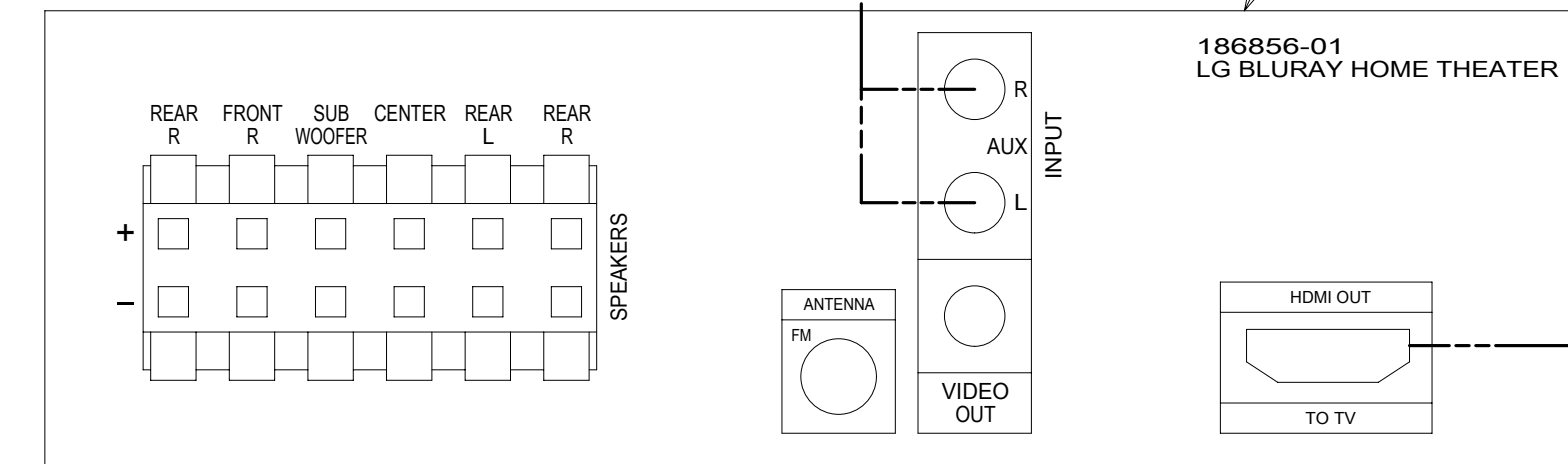 186856-01
LG BLURAY HOME THEATER
REAR R
FRONT R
SUB WOOFER
CENTER
REAR L
REAR R
+
−
SPEAKERS
ANTENNA
FM
R
AUX
L
INPUT
VIDEO
OUT
HDMI OUT
TO TV